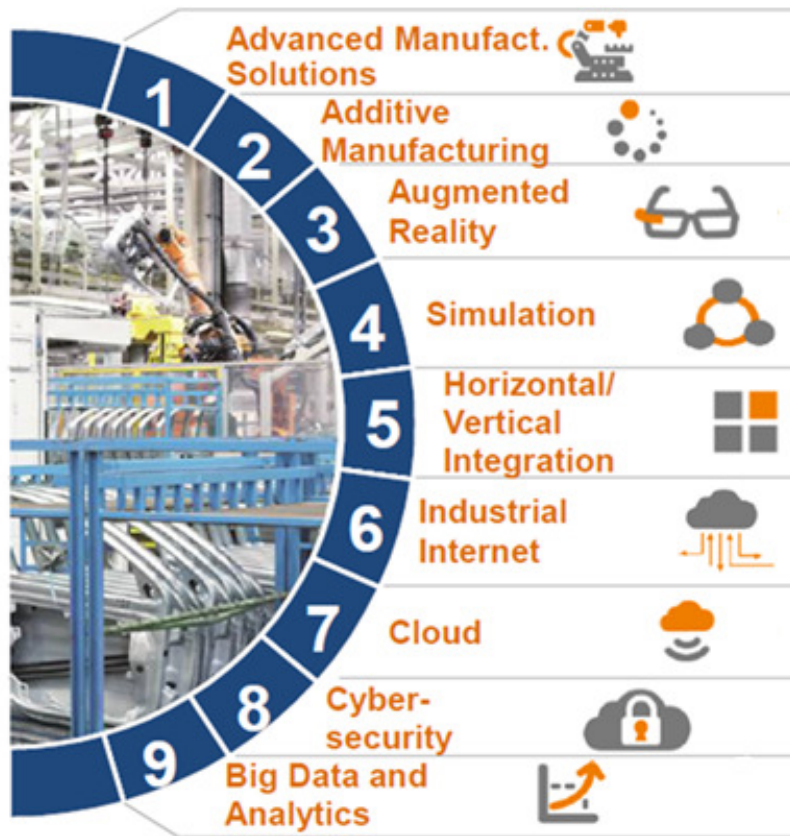 1
Advanced Manufact.
Solutions
2
Additive
Manufacturing
3
Augmented
Reality
4
Simulation
5
Horizontal/
Vertical
Integration
6
Industrial
Internet
7
Cloud
8
Cyber-
security
9
Big Data and
Analytics